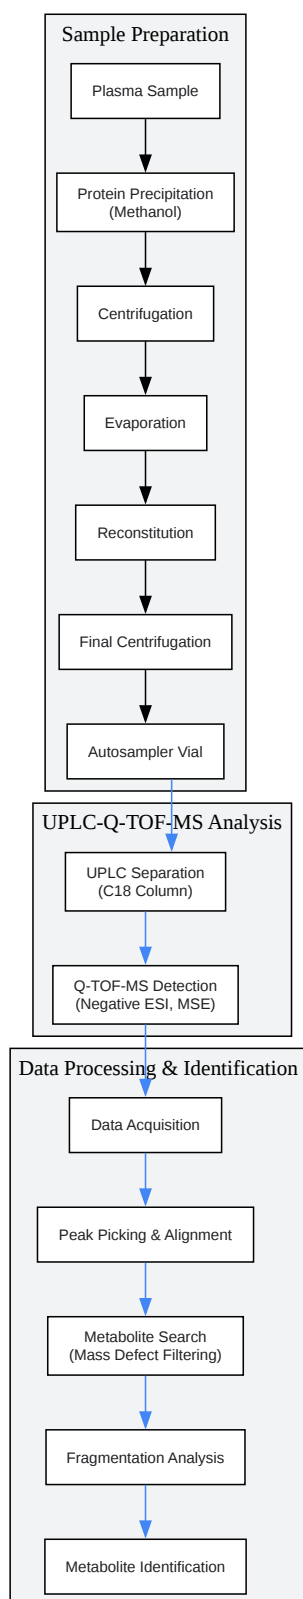 Sample Preparation
Plasma Sample
Protein Precipitation
(Methanol)
Centrifugation
Evaporation
Reconstitution
Final Centrifugation
Autosampler Vial
UPLC-Q-TOF-MS Analysis
UPLC Separation
(C18 Column)
Q-TOF-MS Detection
(Negative ESI, MSE)
Data Processing & Identification
Data Acquisition
Peak Picking & Alignment
Metabolite Search
(Mass Defect Filtering)
Fragmentation Analysis
Metabolite Identification